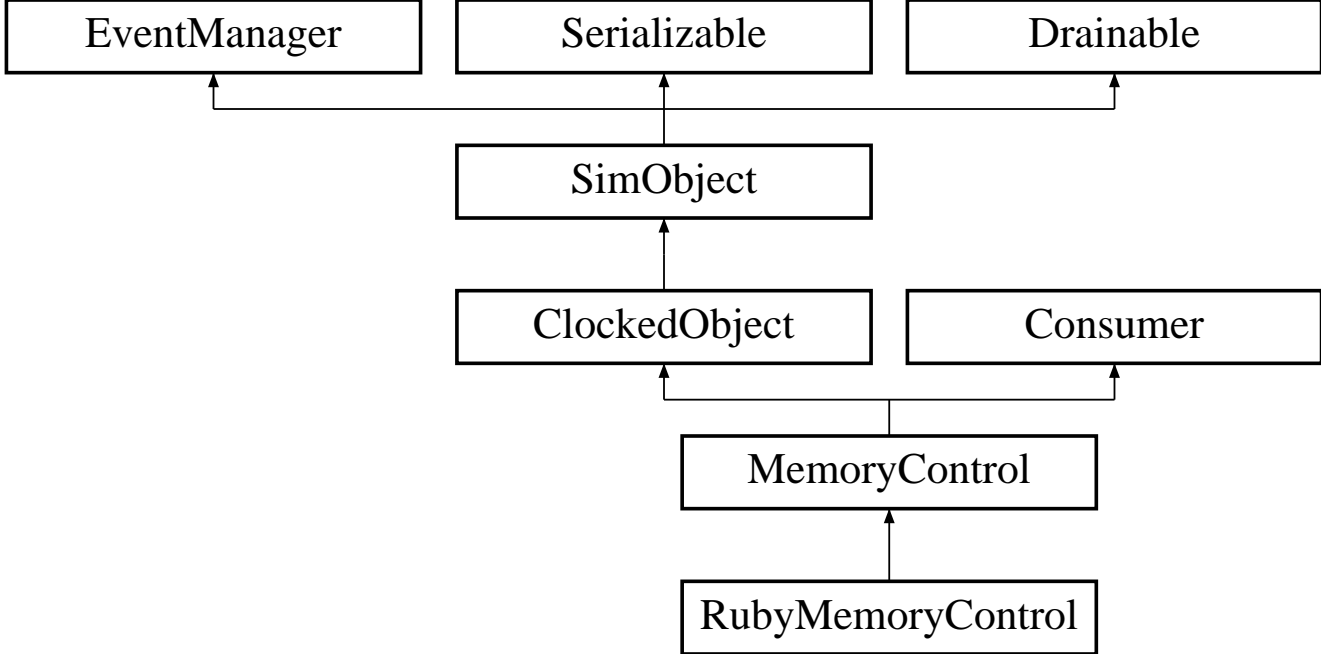 EventManager
Serializable
Drainable
SimObject
ClockedObject
Consumer
MemoryControl
RubyMemoryControl